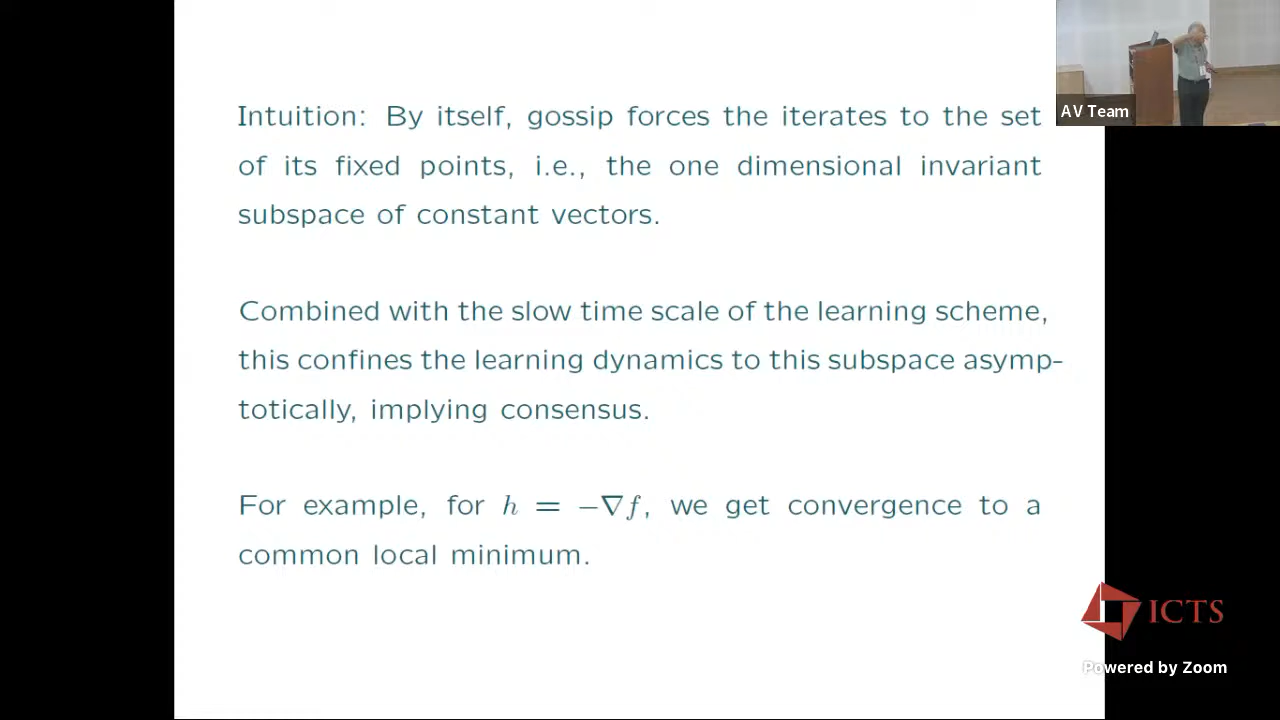 Intuition: By itself, gossip forces the iterates to the set
of its fixed points, i.e., the one dimensional invariant
subspace of constant vectors.
Combined with the slow time scale of the learning scheme,
this confines the learning dynamics to this subspace asymp-
totically, implying consensus.
For example, for h = −∇f, we get convergence to a
common local minimum.
AV Team
ICTS
Powered by Zoom